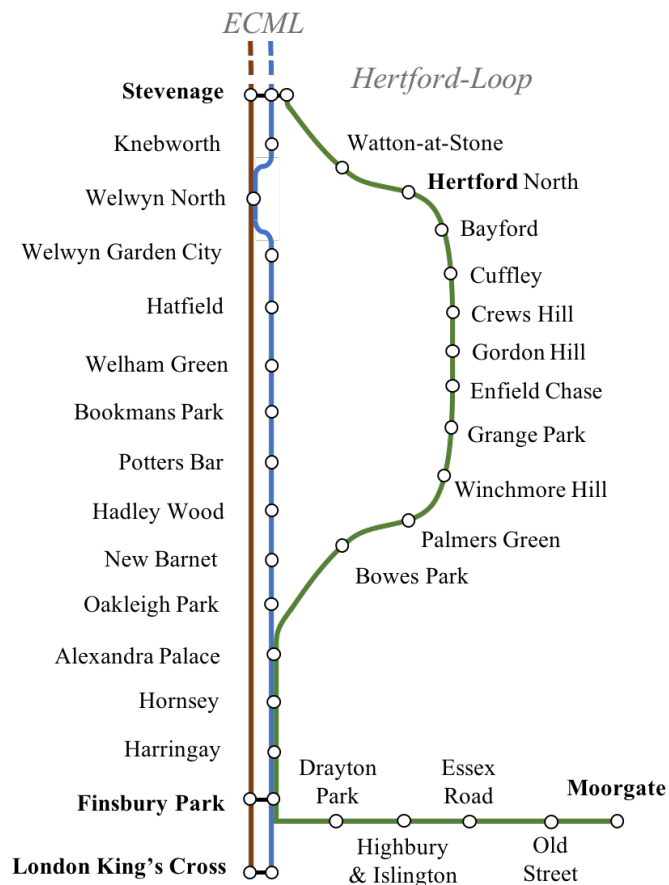 ECML
Hertford-Loop
Stevenage
Knebworth
Watton-at-Stone
Hertford North
Welwyn North
Bayford
Welwyn Garden City
Cuffley
Hatfield
Crews Hill
Gordon Hill
Welham Green
Enfield Chase
Bookmans Park
Grange Park
Potters Bar
Winchmore Hill
Hadley Wood
Palmers Green
New Barnet
Bowes Park
Oakleigh Park
Alexandra Palace
Hornsey
Harringay
Drayton
Park
Essex
Road
Moorgate
Finsbury Park
Highbury
& Islington
Old
Street
London King's Cross